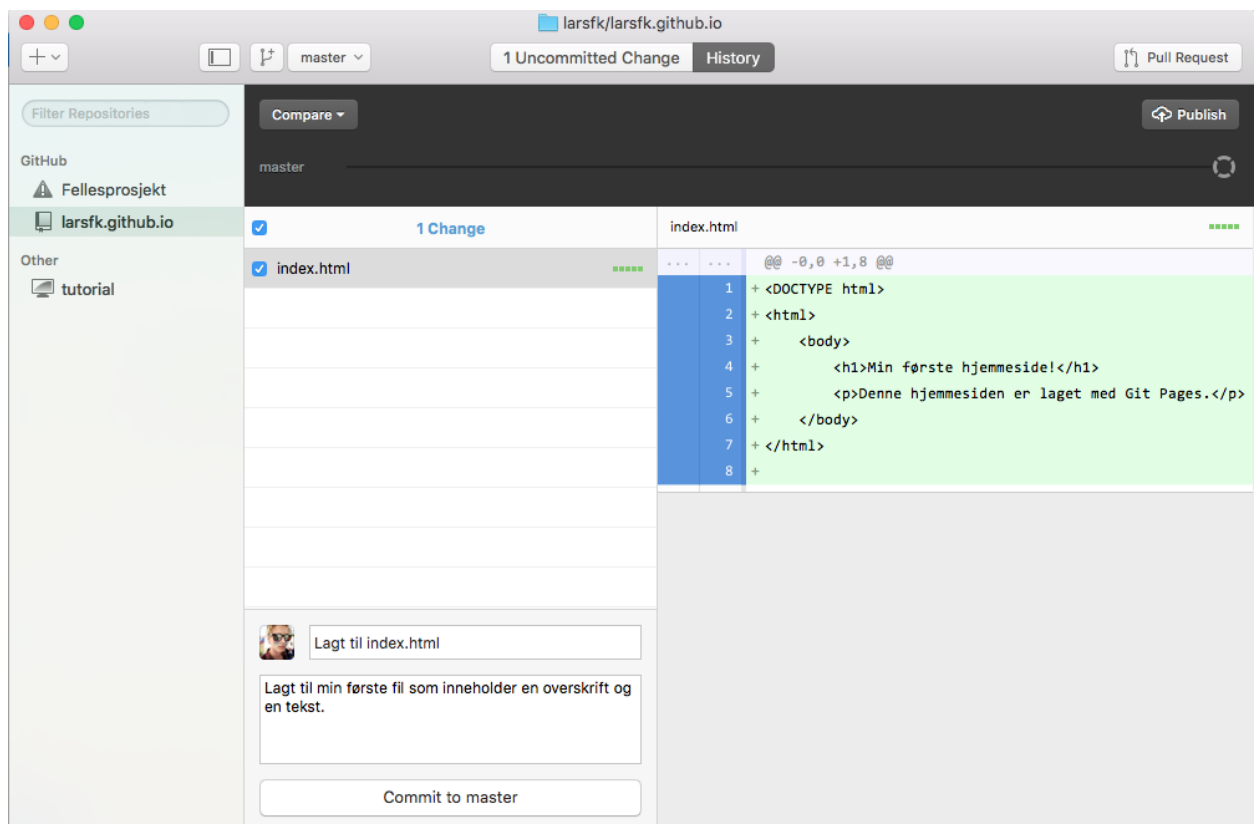 larsfk/larsfk.github.io
master
1 Uncommitted Change
History
Pull Request
Filter Repositories
GitHub
Fellesprosjekt
larsfk.github.io
Other
tutorial
Compare
Publish
master
1 Change
index.html
Lagt til index.html
Lagt til min første fil som inneholder en overskrift og
en tekst.
Commit to master
index.html
... ... @@ -0,0 +1,8 @@
1 + <DOCTYPE html>
2 + <html>
3 + <body>
4 + <h1>Min første hjemmeside!</h1>
5 + <p>Denne hjemmesiden er laget med Git Pages.</p>
6 + </body>
7 + </html>
8 +